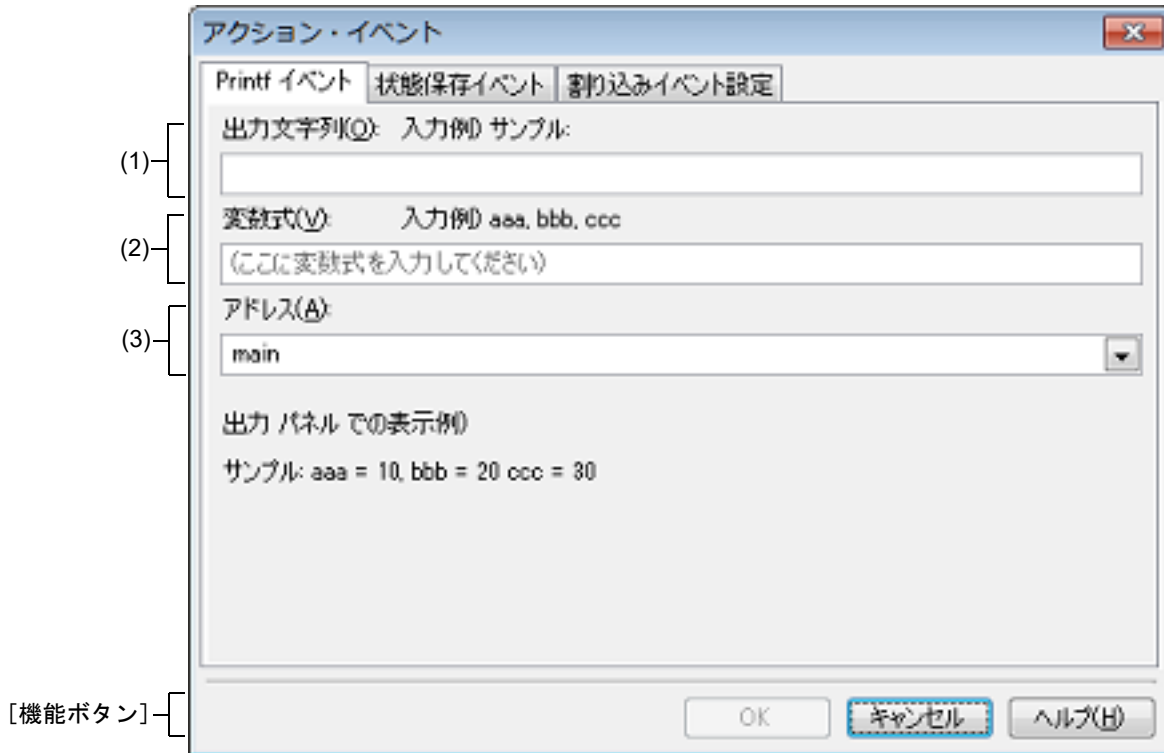 アクション・イベント
Printf イベント 状態保存イベント 割り込みイベント設定
(1)
出力文字列(O): 入力例) サンプル:
(2)
変数式(V): 入力例) aaa, bbb, ccc
(ここに変数式を入力してください)
(3)
アドレス(A):
main
出力 パネル での表示例)
サンプル: aaa = 10, bbb = 20 ccc = 30
[機能ボタン]
OK キャンセル ヘルプ(H)